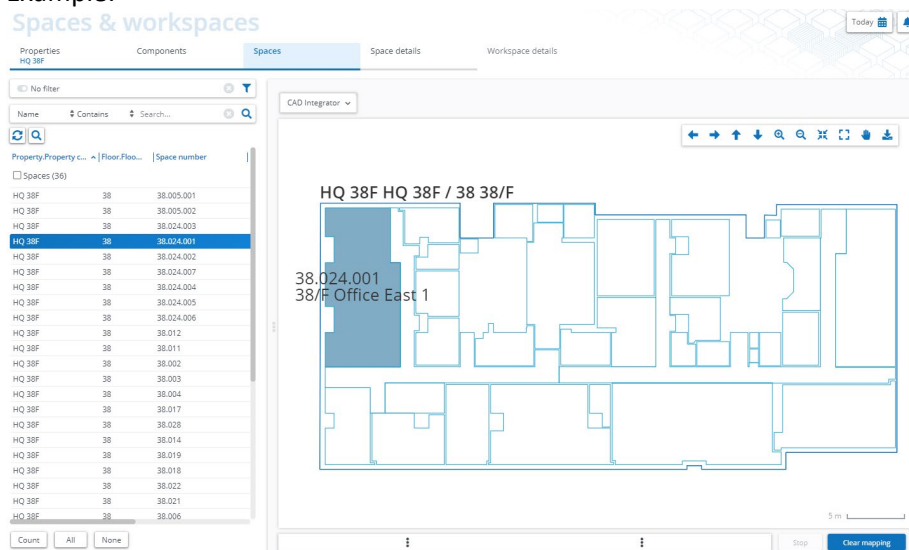 Example:
Spaces & workspaces
Today
Properties Components Spaces Space details Workspace details
HQ 38F
No filter
Name Contains Search...
CAD Integrator
Property.Property c... Floor.Floo... Space number
Spaces (36)
HQ 38F 38 38.005.001
HQ 38F 38 38.005.002
HQ 38F 38 38.024.003
HQ 38F 38 38.024.001
HQ 38F 38 38.024.002
HQ 38F 38 38.024.007
HQ 38F 38 38.024.004
HQ 38F 38 38.024.005
HQ 38F 38 38.024.006
HQ 38F 38 38.012
HQ 38F 38 38.011
HQ 38F 38 38.002
HQ 38F 38 38.003
HQ 38F 38 38.004
HQ 38F 38 38.017
HQ 38F 38 38.028
HQ 38F 38 38.014
HQ 38F 38 38.019
HQ 38F 38 38.018
HQ 38F 38 38.022
HQ 38F 38 38.021
HQ 38F 38 38.006
Count All None
HQ 38F HQ 38F / 38 38/F
38.024.001
38/F Office East 1
5 m
Stop Clear mapping